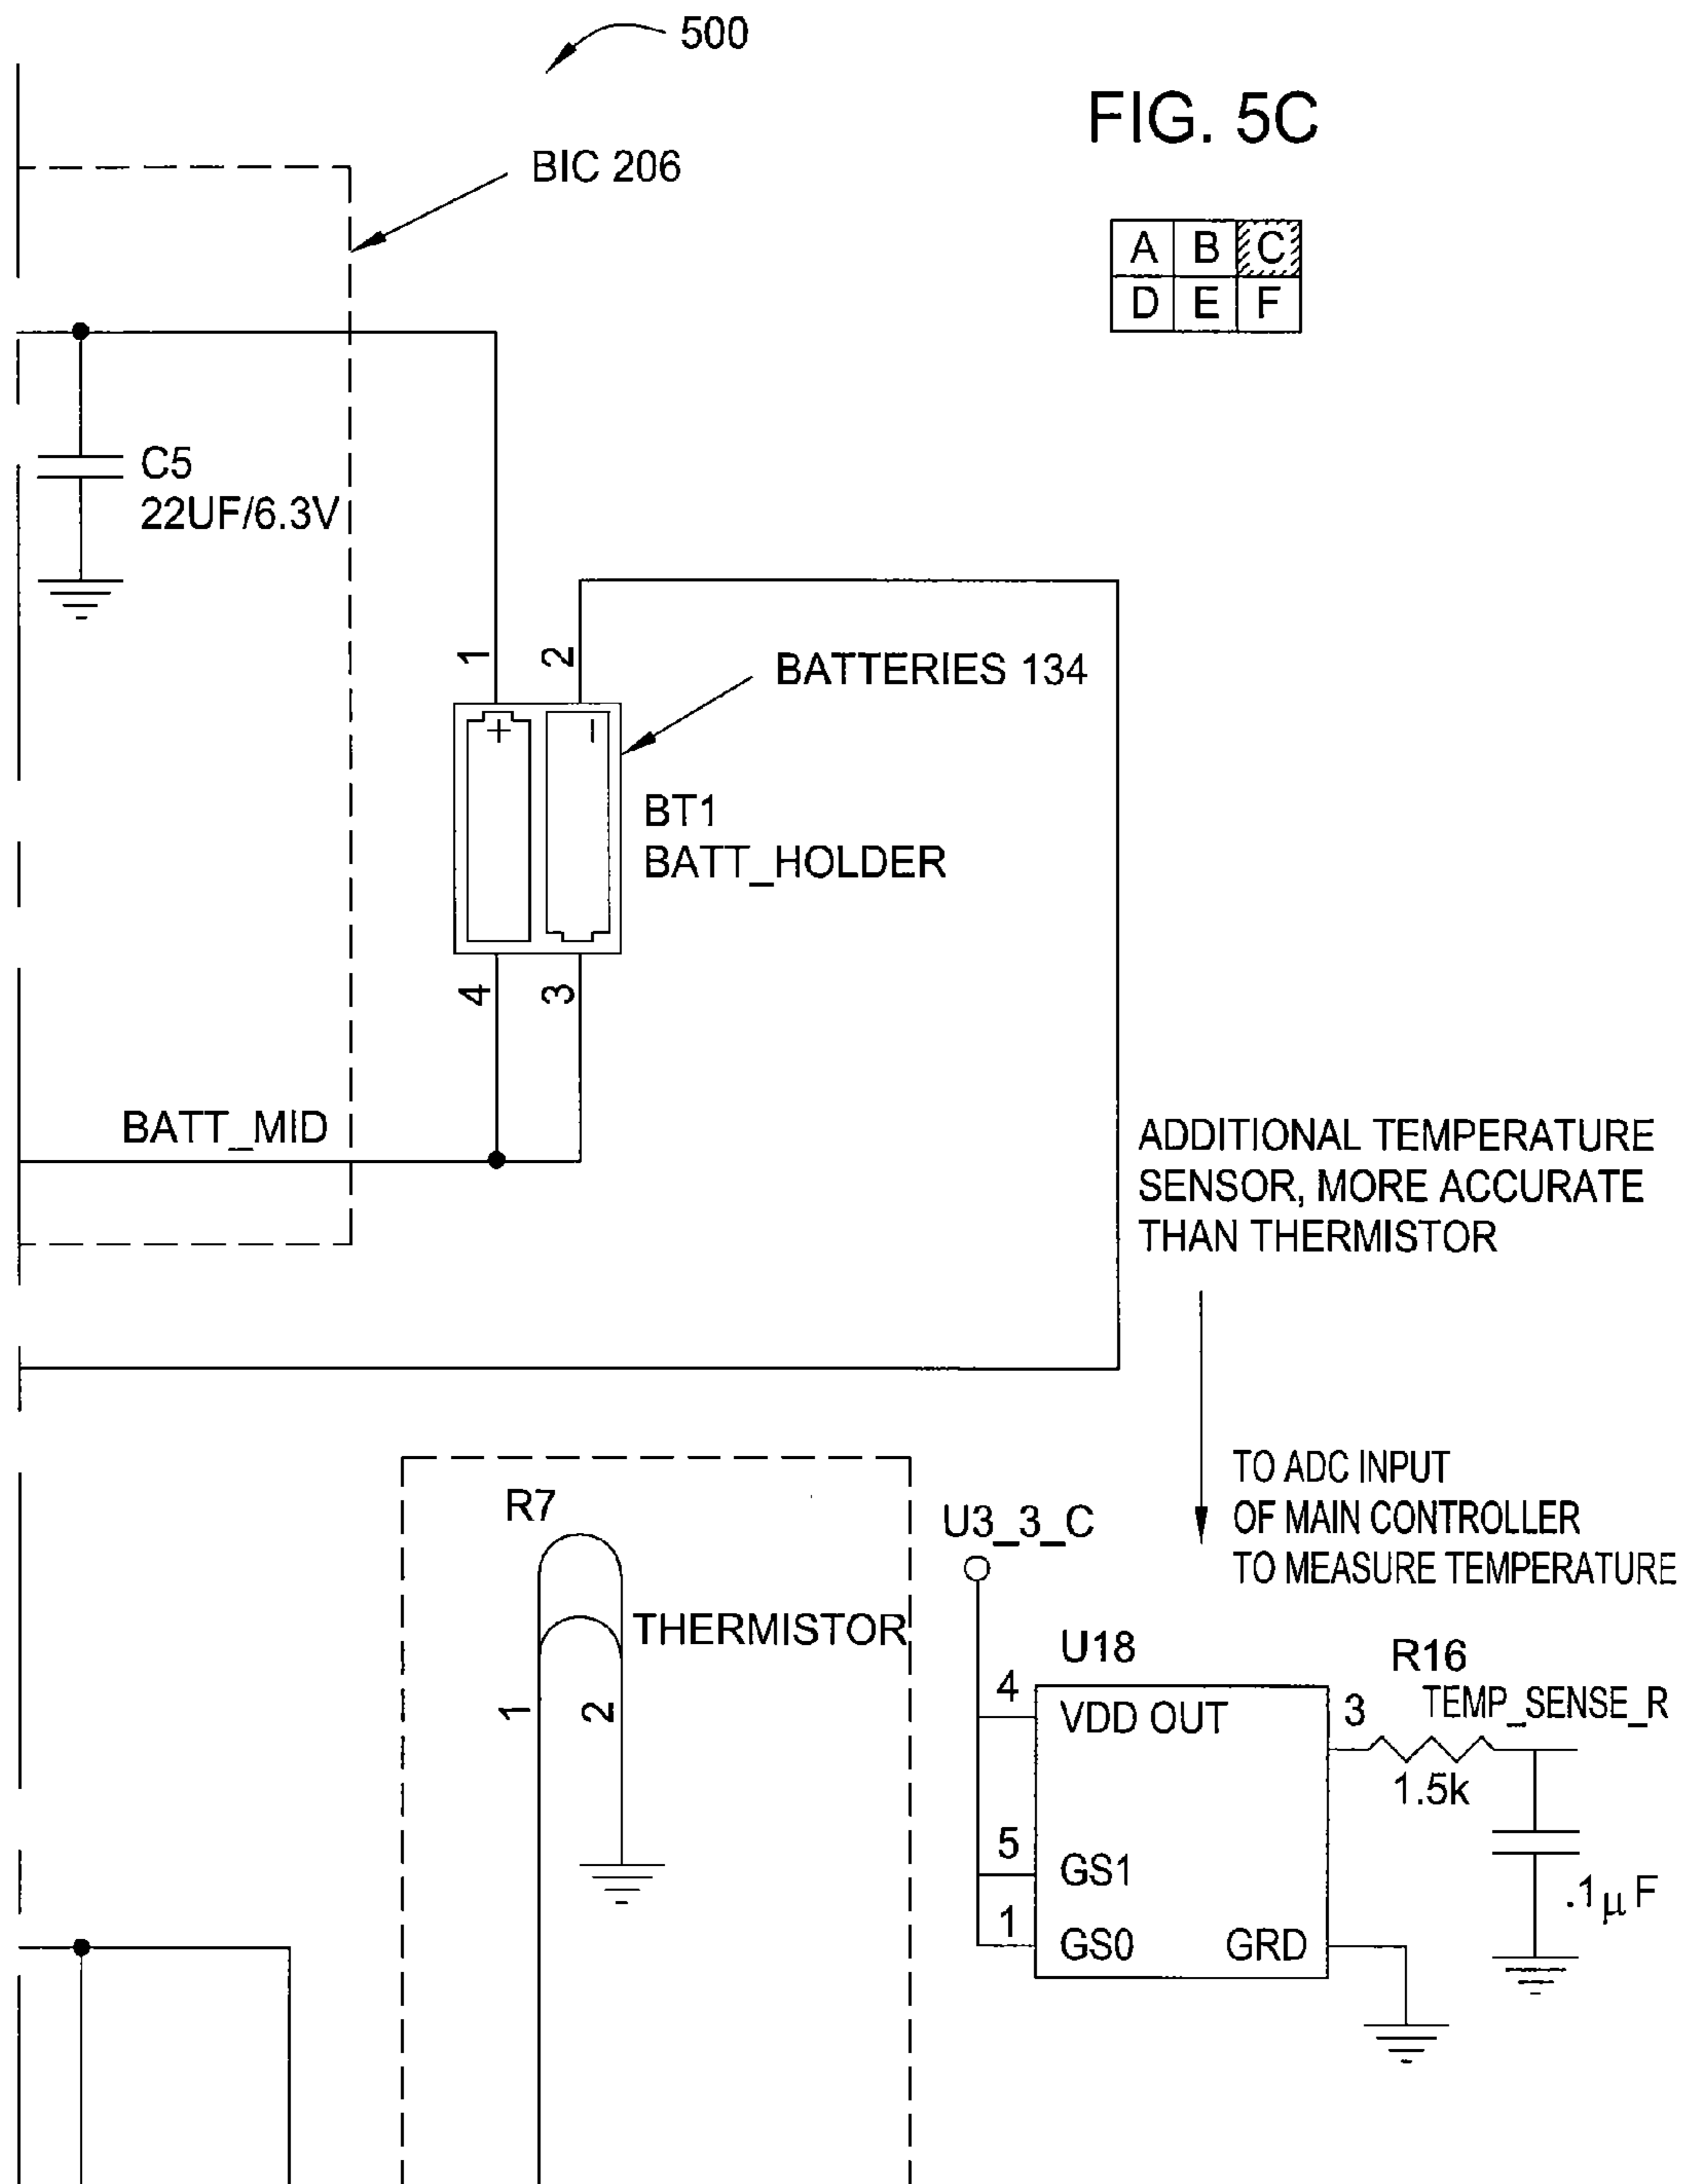 500
FIG. 5C
BIC 206
A B C
D E F
C5
22UF/6.3V
1
2
BATTERIES 134
+
-
BT1
BATT_HOLDER
4
3
BATT_MID
ADDITIONAL TEMPERATURE
SENSOR, MORE ACCURATE
THAN THERMISTOR
TO ADC INPUT
OF MAIN CONTROLLER
TO MEASURE TEMPERATURE
R7
THERMISTOR
1
2
U3_3_C
U18
R16
TEMP_SENSE_R
4
VDD OUT
3
1.5k
5
GS1
.1µF
1
GS0
GRD